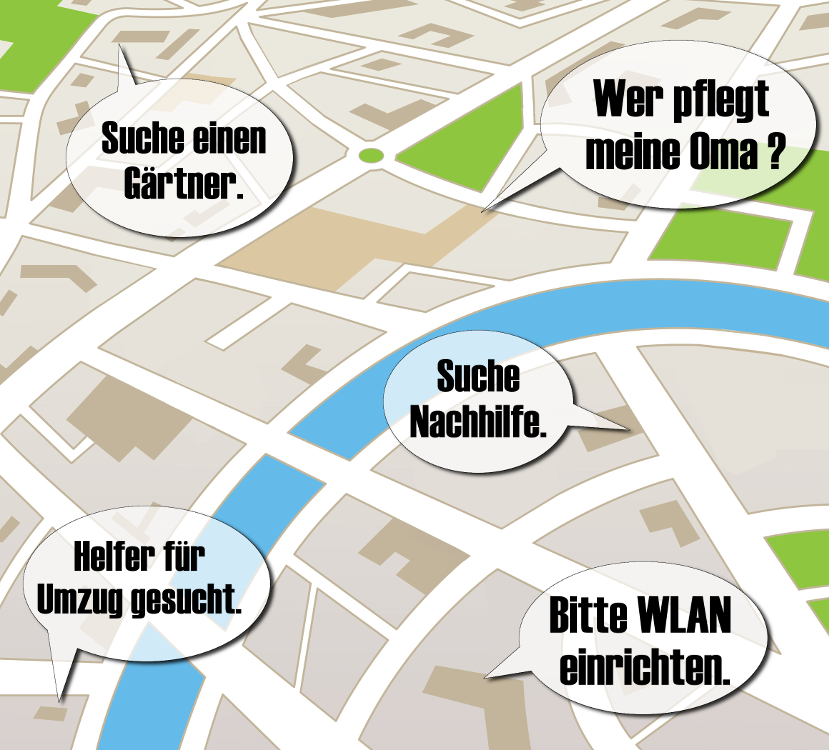 Suche einen
Gärtner.
Wer pflegt
meine Oma ?
Suche
Nachhilfe.
Helfer für
Umzug gesucht.
Bitte WLAN
einrichten.